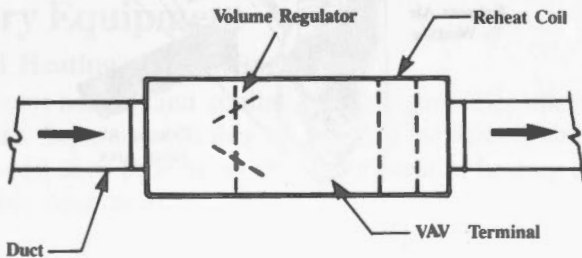 Volume Regulator
Reheat Coil
Duct
VAV Terminal